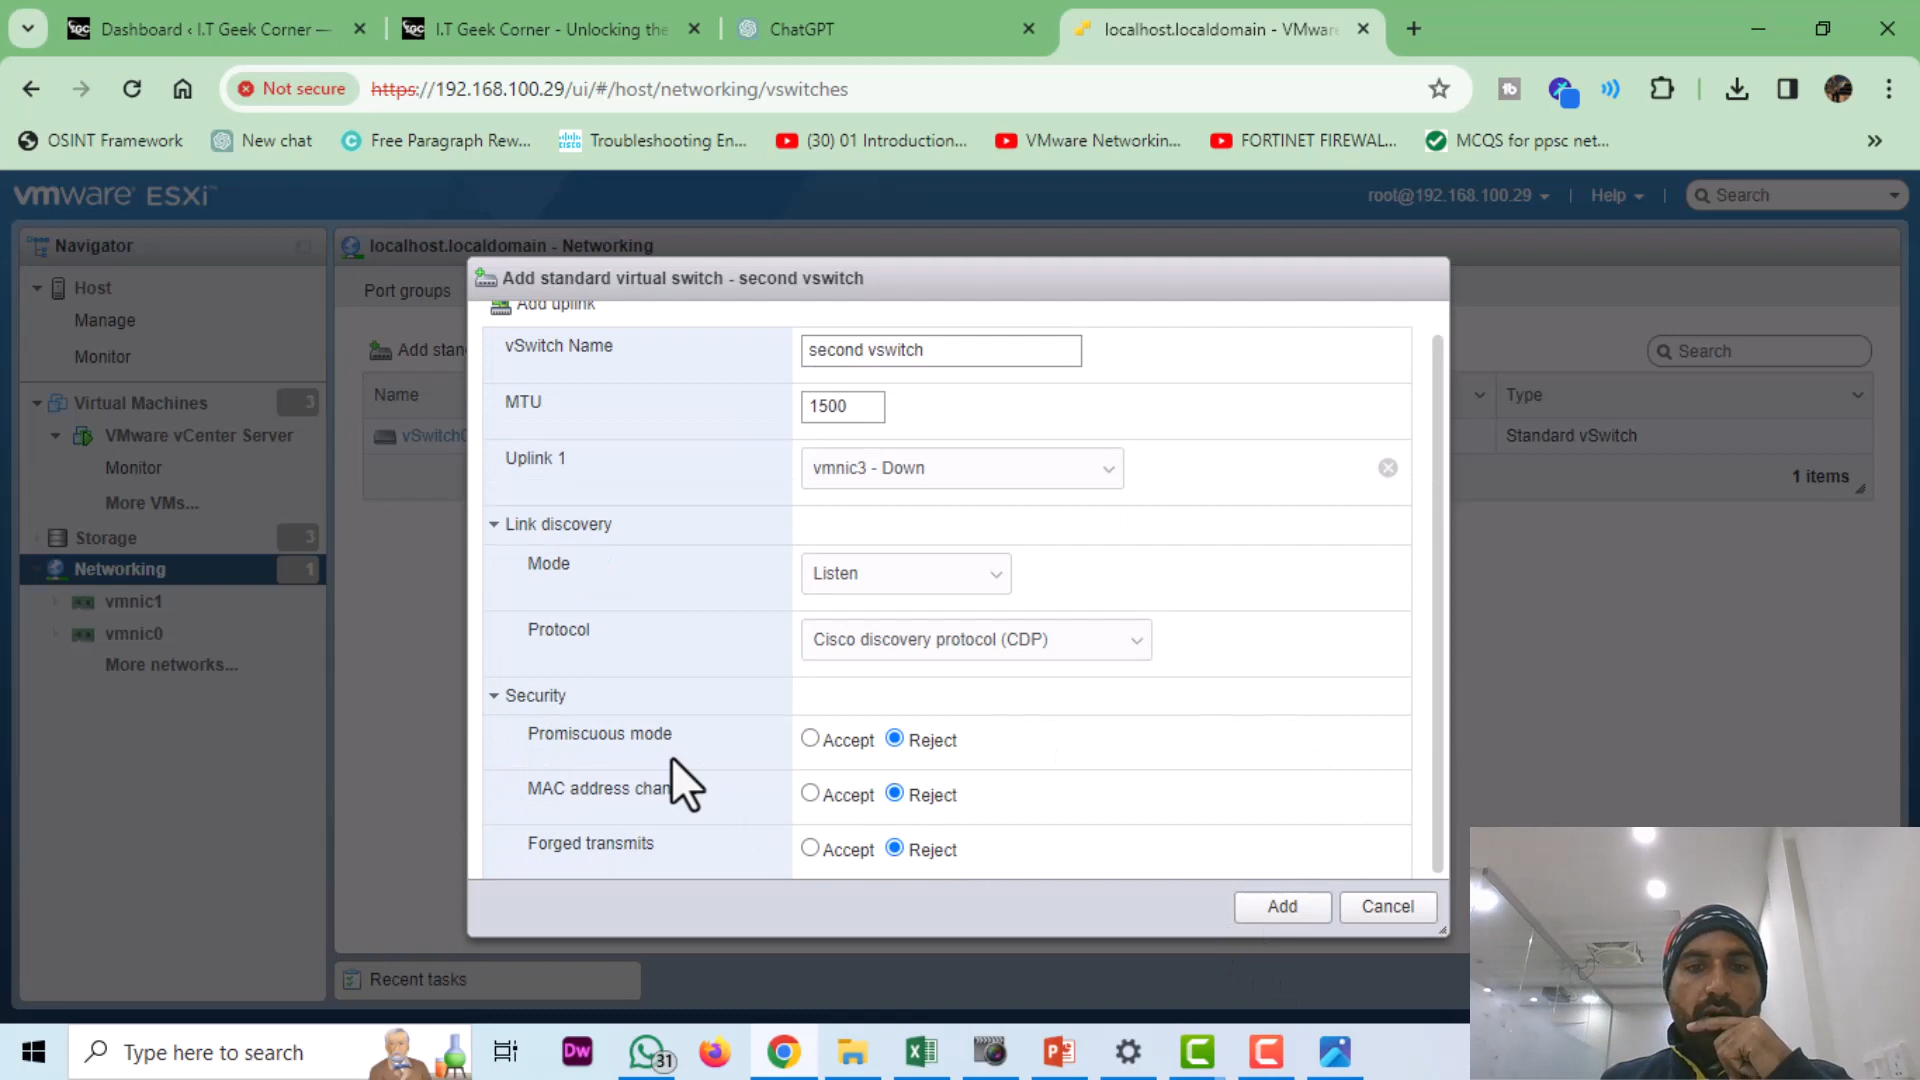 Dashboard ‹ I.T Geek Corner —
I.T Geek Corner - Unlocking the
ChatGPT
localhost.localdomain - VMware
Not secure
https://192.168.100.29/ui/#/host/networking/vswitches
OSINT Framework
New chat
Free Paragraph Rew...
Troubleshooting En...
(30) 01 Introduction...
VMware Networkin...
FORTINET FIREWAL...
MCQS for ppsc net...
»
vmware ESXi™
root@192.168.100.29
Help
Search
Navigator
Host
Manage
Monitor
Virtual Machines 3
VMware vCenter Server
Monitor
More VMs...
Storage 3
Networking 1
vmnic1
vmnic0
More networks...
localhost.localdomain - Networking
Port groups
Add stan
Search
Name
Type
vSwitch0
Standard vSwitch
1 items
Add standard virtual switch - second vswitch
Add uplink
vSwitch Name second vswitch
MTU 1500
Uplink 1 vmnic3 - Down
Link discovery
Mode Listen
Protocol Cisco discovery protocol (CDP)
Security
Promiscuous mode Accept Reject
MAC address chan Accept Reject
Forged transmits Accept Reject
Add
Cancel
Recent tasks
Type here to search
Dw
31